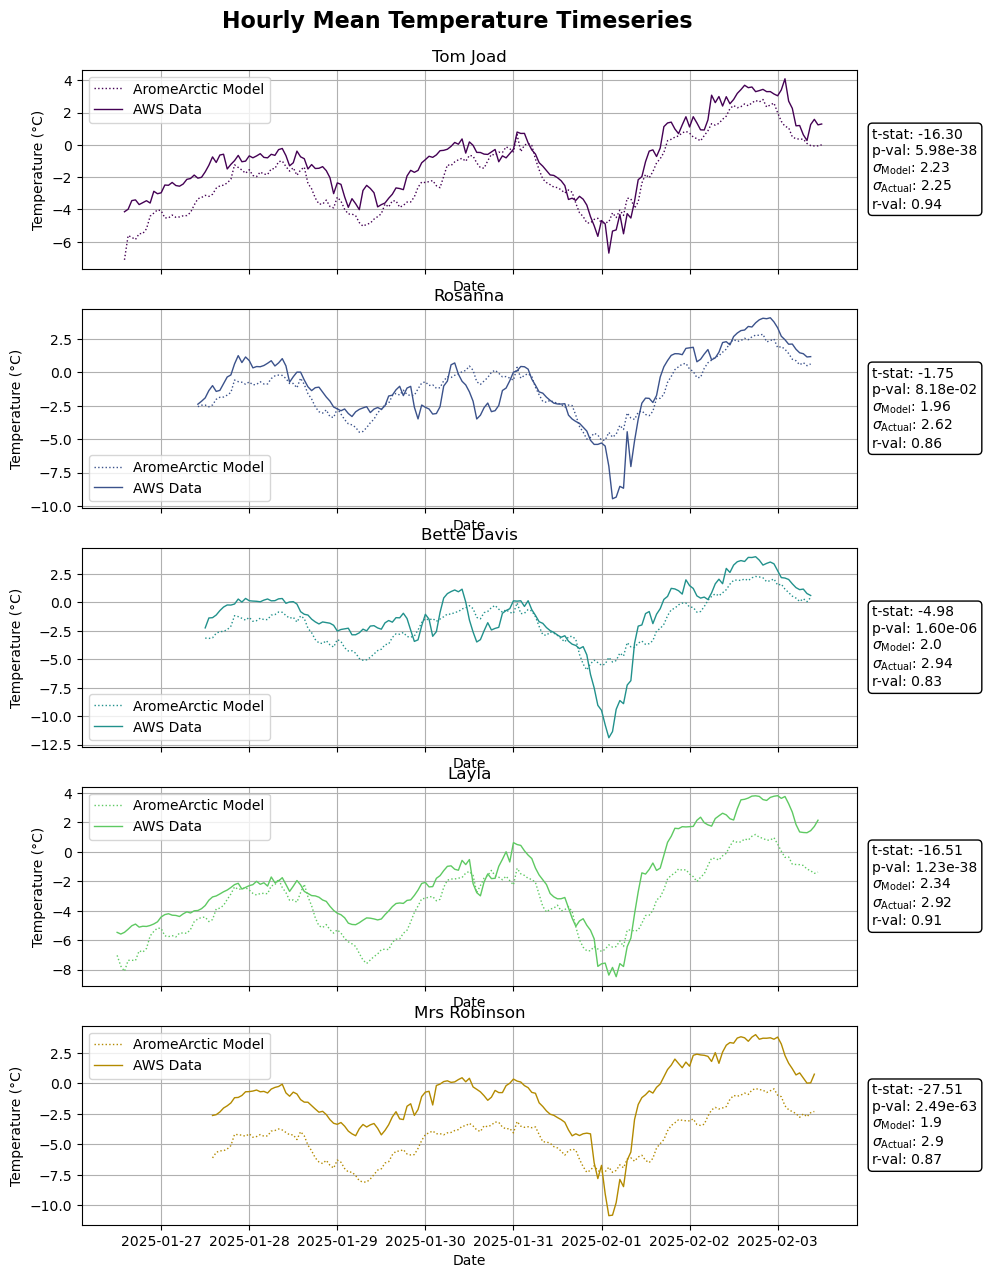 Hourly Mean Temperature Timeseries
Tom Joad
AromeArctic Model
AWS Data
Temperature (°C)
4
2
0
−2
−4
−6
Date
t-stat: -16.30
p-val: 5.98e-38
σModel: 2.23
σActual: 2.25
r-val: 0.94
Rosanna
AromeArctic Model
AWS Data
Temperature (°C)
2.5
0.0
−2.5
−5.0
−7.5
−10.0
Date
t-stat: -1.75
p-val: 8.18e-02
σModel: 1.96
σActual: 2.62
r-val: 0.86
Bette Davis
AromeArctic Model
AWS Data
Temperature (°C)
2.5
0.0
−2.5
−5.0
−7.5
−10.0
−12.5
Date
t-stat: -4.98
p-val: 1.60e-06
σModel: 2.0
σActual: 2.94
r-val: 0.83
Layla
AromeArctic Model
AWS Data
Temperature (°C)
4
2
0
−2
−4
−6
−8
Date
t-stat: -16.51
p-val: 1.23e-38
σModel: 2.34
σActual: 2.92
r-val: 0.91
Mrs Robinson
AromeArctic Model
AWS Data
Temperature (°C)
2.5
0.0
−2.5
−5.0
−7.5
−10.0
t-stat: -27.51
p-val: 2.49e-63
σModel: 1.9
σActual: 2.9
r-val: 0.87
2025-01-27 2025-01-28 2025-01-29 2025-01-30 2025-01-31 2025-02-01 2025-02-02 2025-02-03
Date